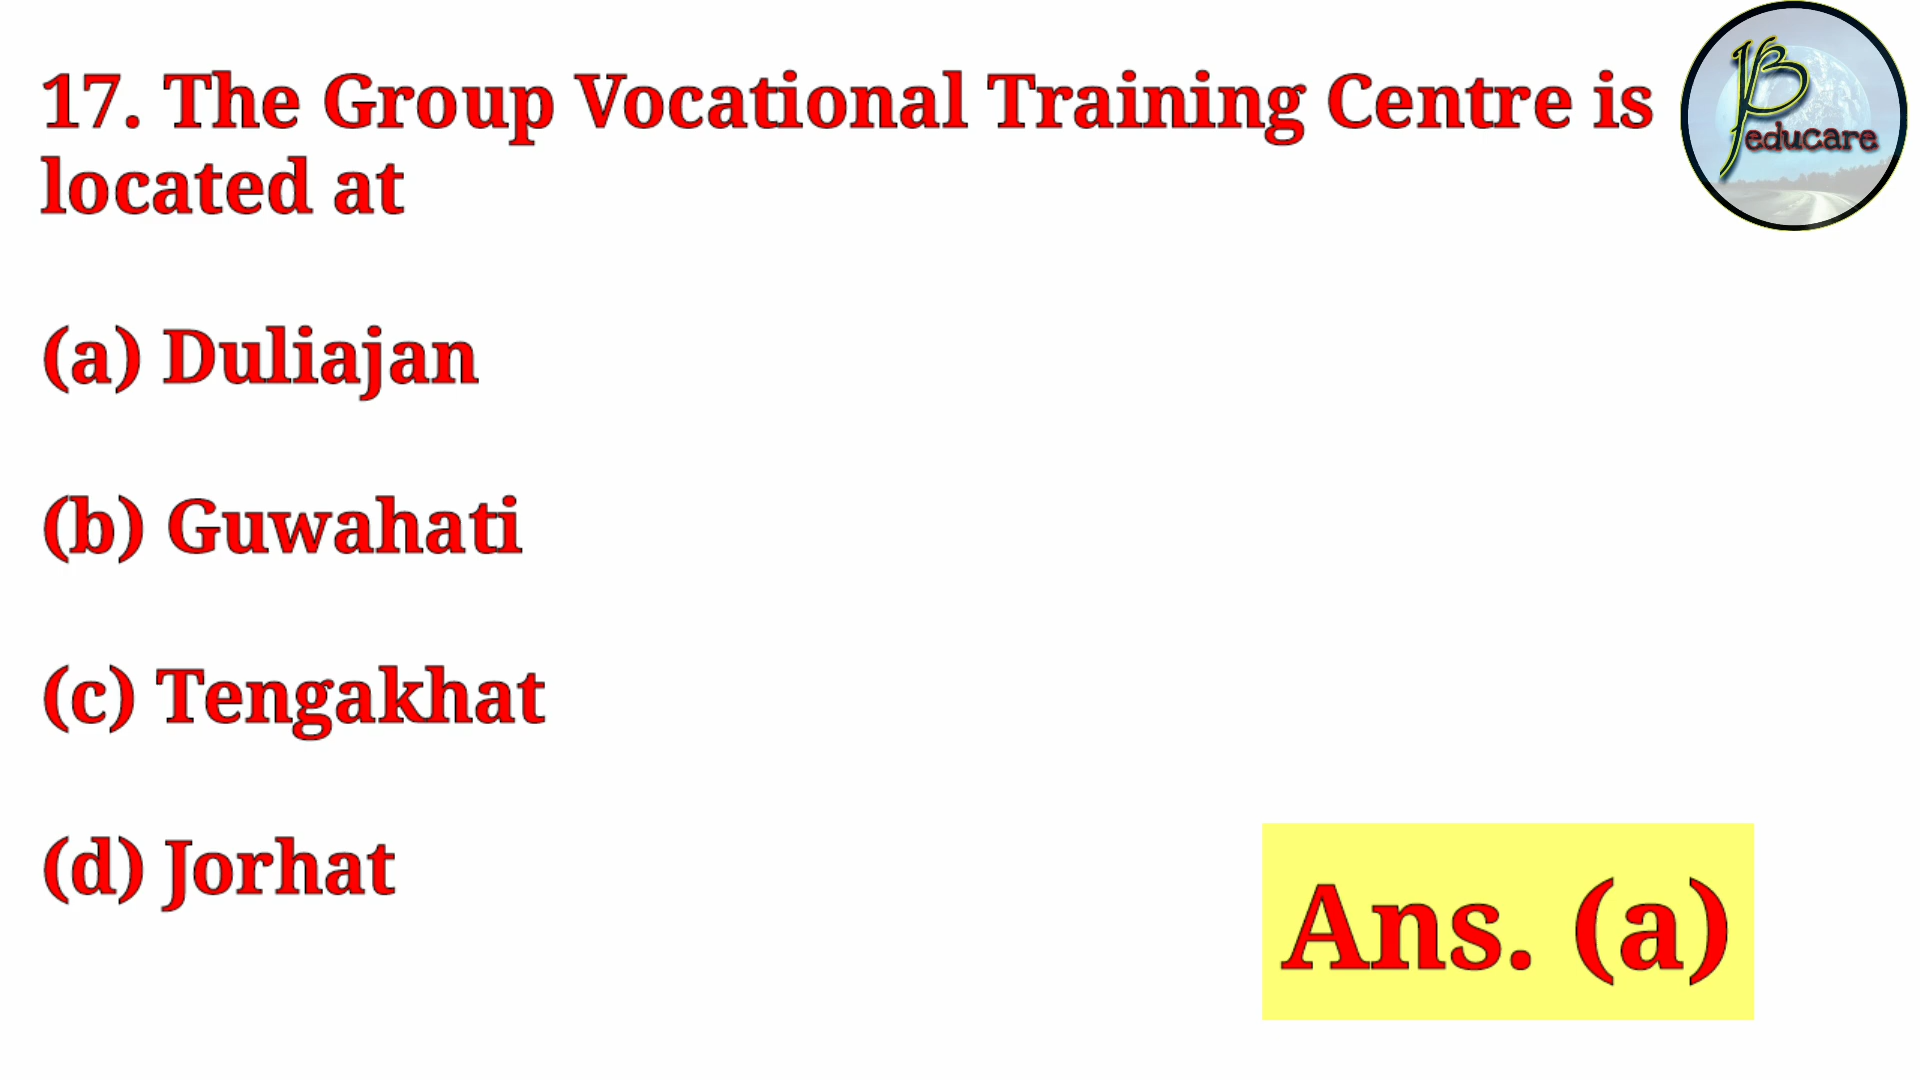 17. The Group Vocational Training Centre is
located at
(a) Duliajan
(b) Guwahati
(c) Tengakhat
(d) Jorhat
Ans. (a)
educare